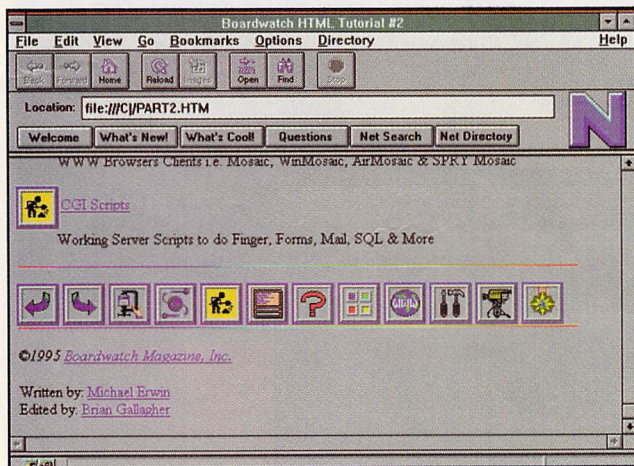 Boardwatch HTML Tutorial #2
File Edit View Go Bookmarks Options Directory Help
Back Forward Home Reload Images Open Find Stop
Location: file:///C|/PART2.HTM
N
Welcome What's New! What's Cool! Questions Net Search Net Directory
WWW Browsers Clients i.e. Mosaic, WinMosaic, AirMosaic & SPRY Mosaic
CGI Scripts
Working Server Scripts to do Finger, Forms, Mail, SQL & More
?
©1995 Boardwatch Magazine, Inc.
Written by: Michael Erwin
Edited by: Brian Gallagher